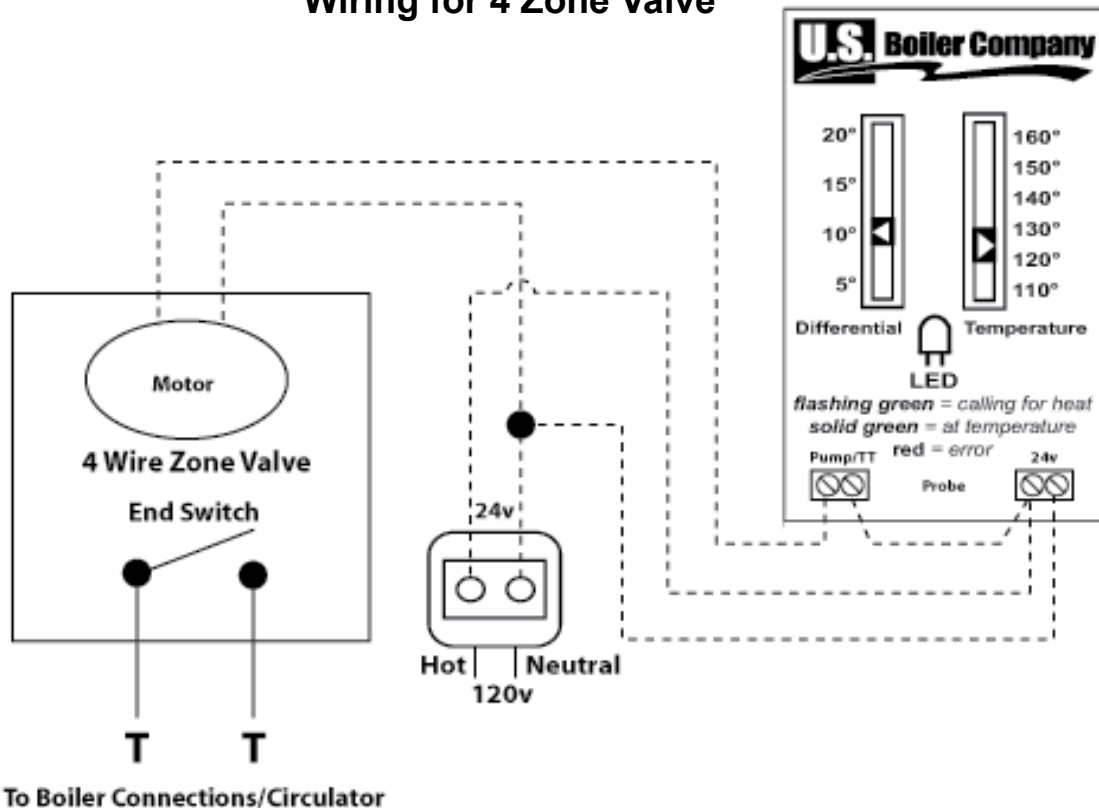 Wiring for 4 Zone Valve
U.S. Boiler Company
20°
15°
10°
5°
160°
150°
140°
130°
120°
110°
Differential
Temperature
LED
flashing green = calling for heat
solid green = at temperature
red = error
Pump/TT
Probe
24v
Motor
4 Wire Zone Valve
End Switch
T T
To Boiler Connections/Circulator
24v
Hot Neutral
120v